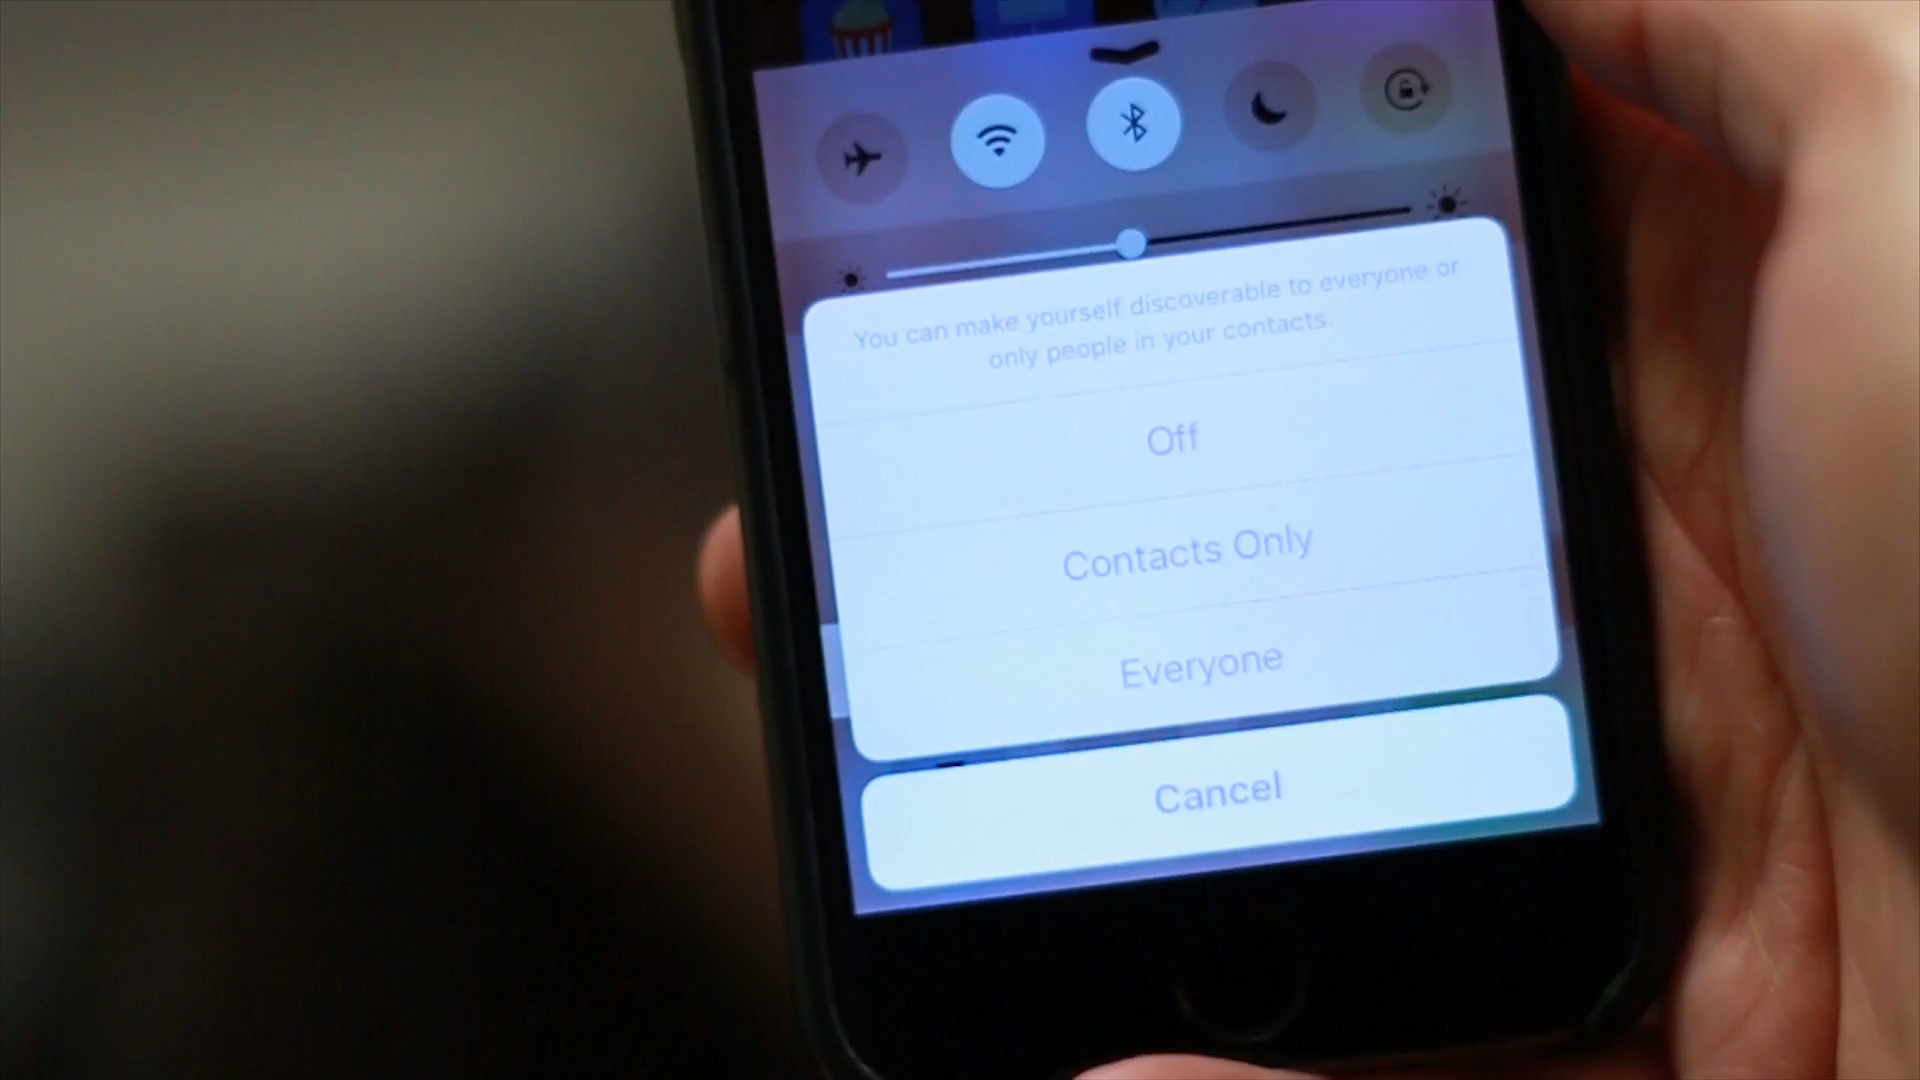 You can make yourself discoverable to everyone or
only people in your contacts.
Off
Contacts Only
Everyone
Cancel